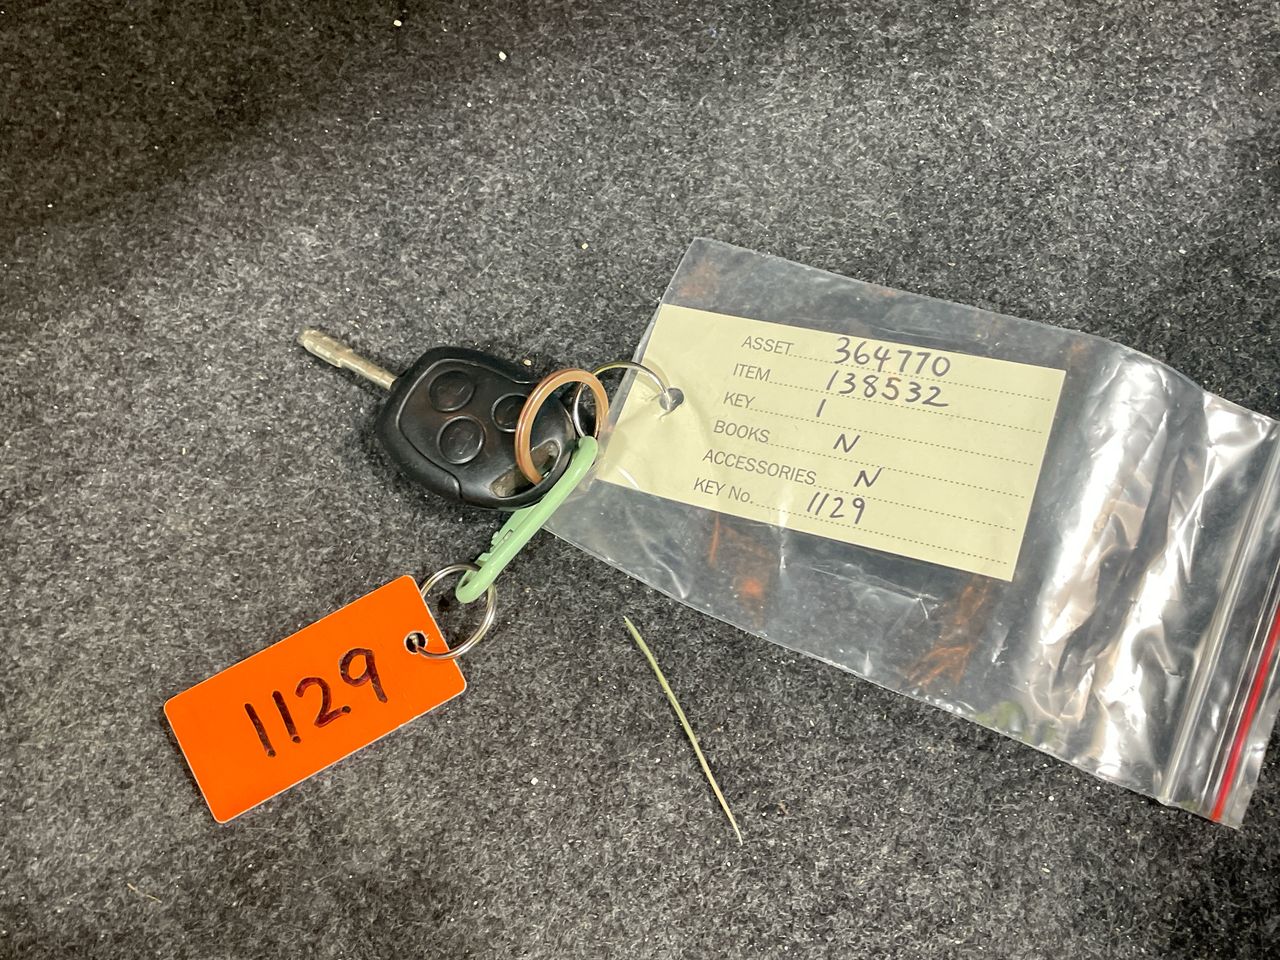 ASSET 364770
ITEM 138532
KEY 1
BOOKS N
ACCESSORIES N
KEY No. 1129
1129